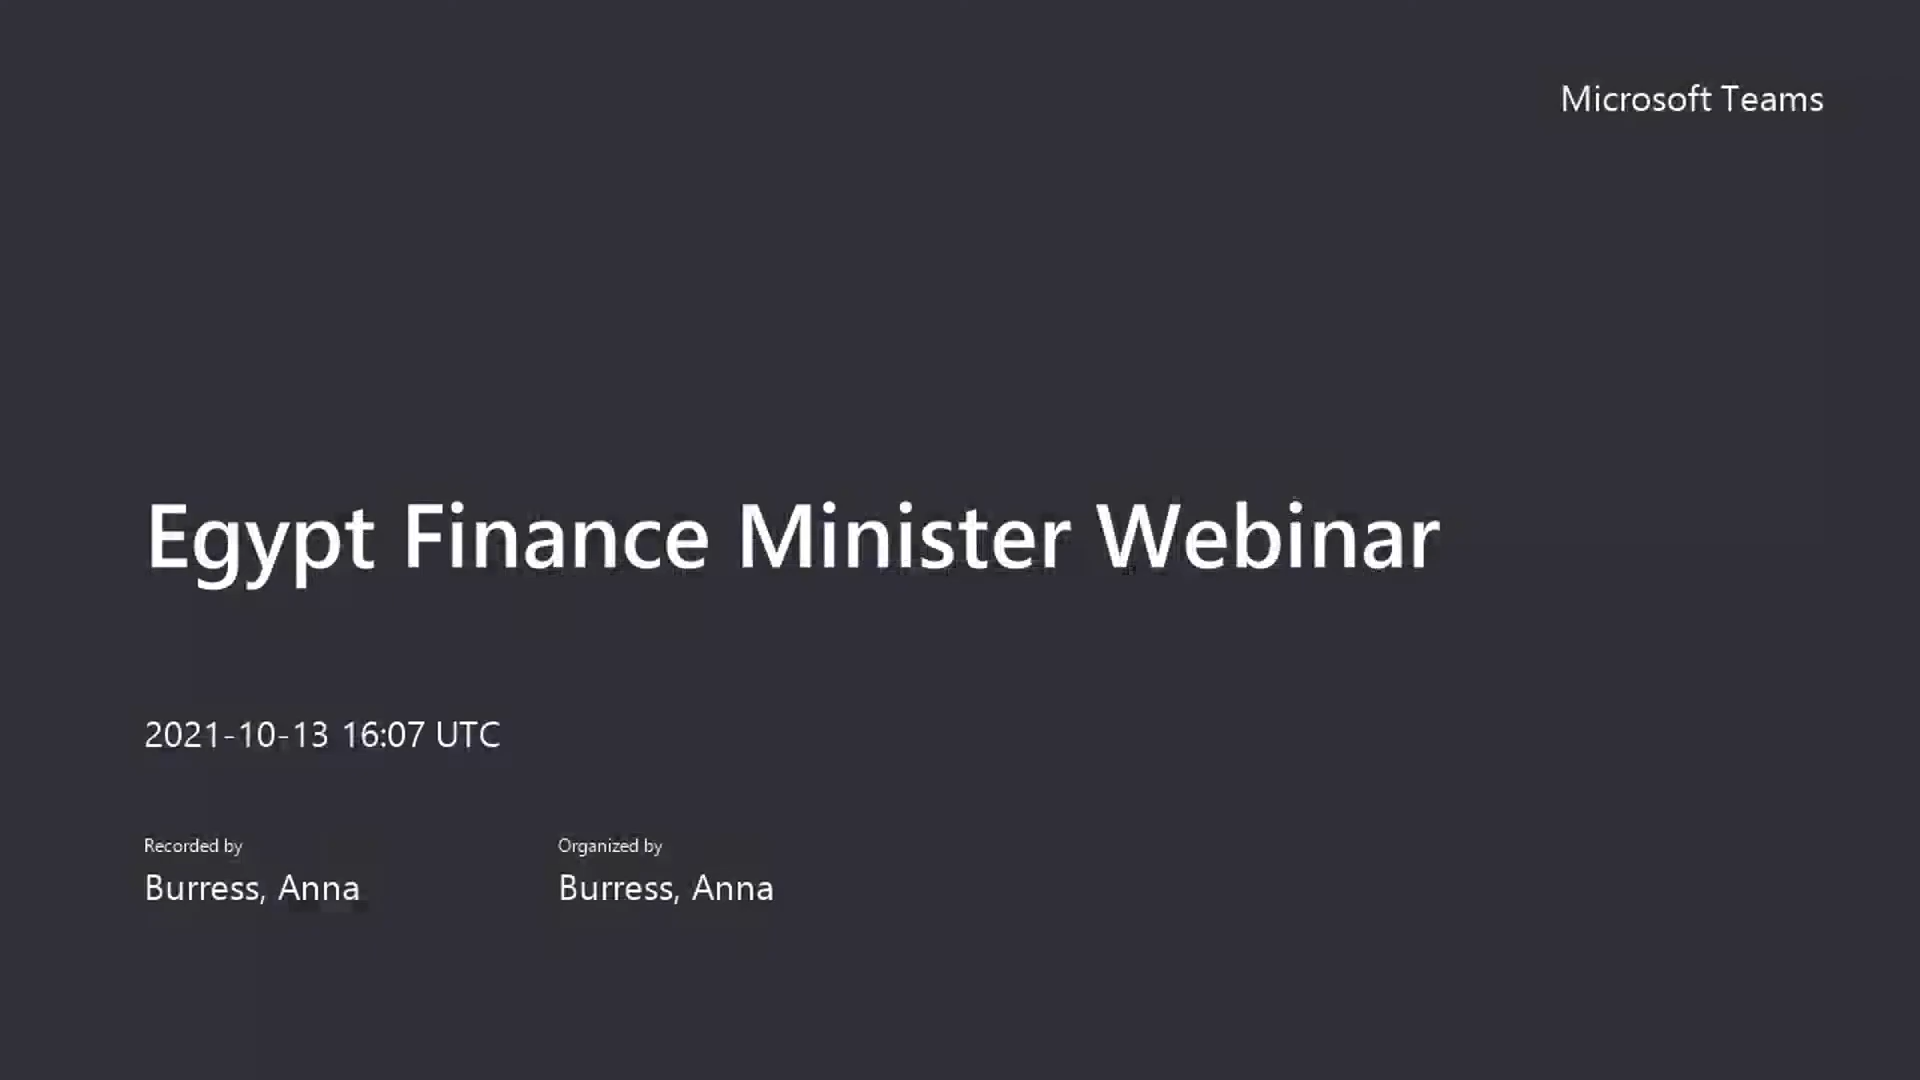 Microsoft Teams
Egypt Finance Minister Webinar
2021-10-13 16:07 UTC
Recorded by
Burress, Anna
Organized by
Burress, Anna